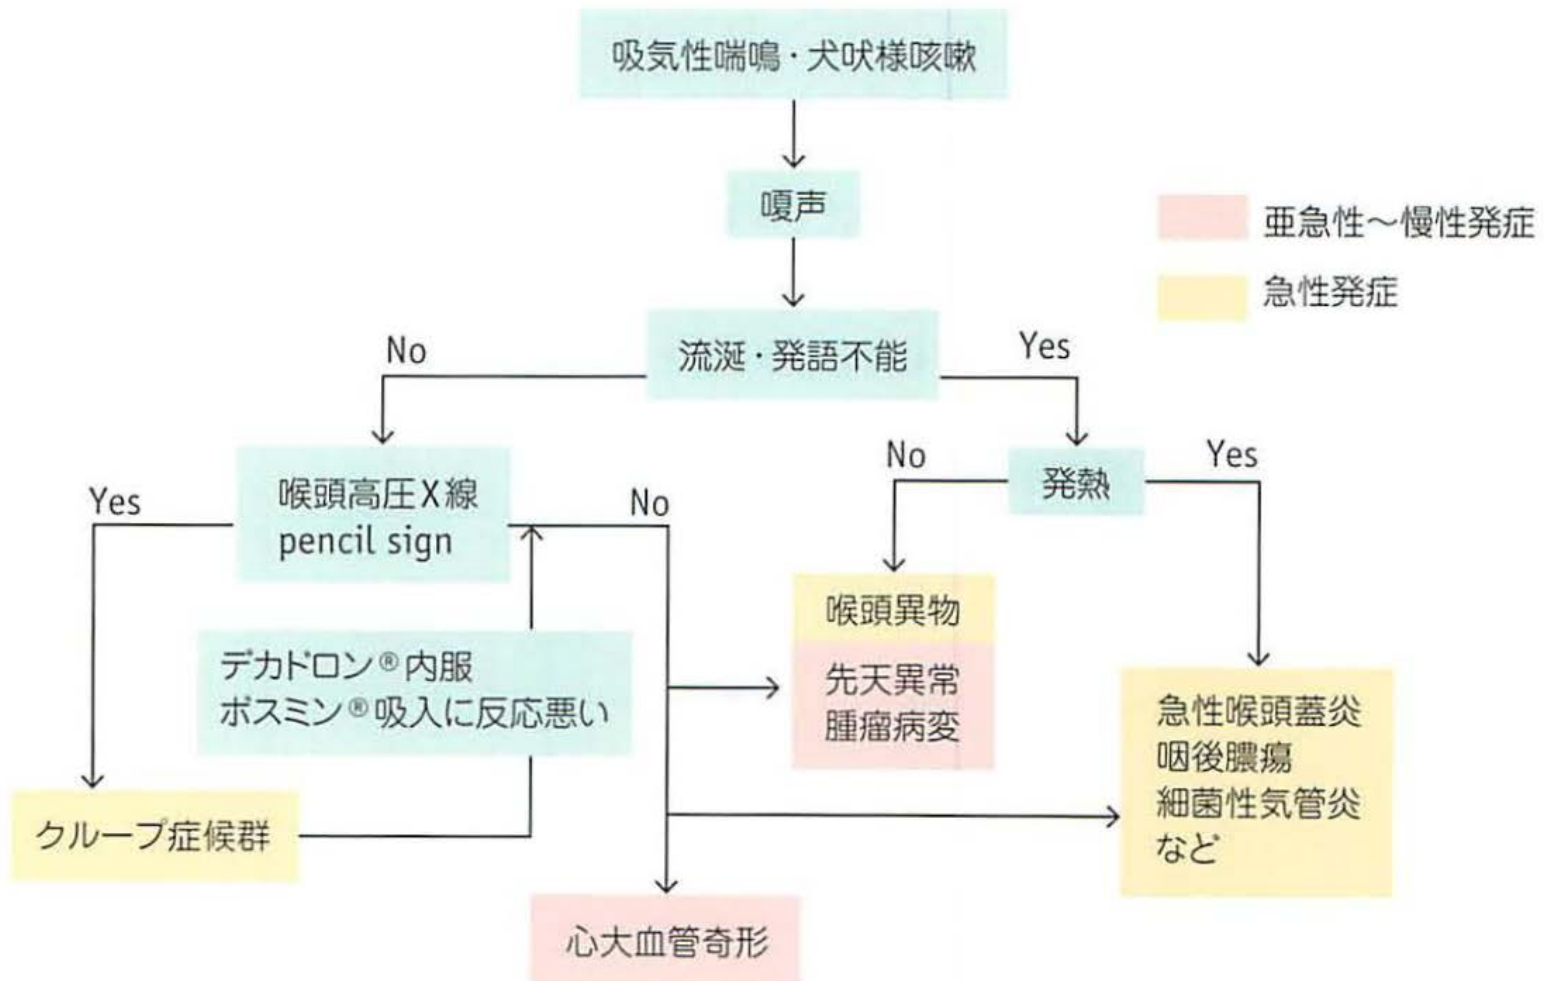 吸気性喘鳴・犬吠様咳嗽
嗄声
亜急性〜慢性発症
急性発症
流涎・発語不能
No
Yes
喉頭高圧X線
pencil sign
Yes
No
発熱
No
Yes
喉頭異物
先天異常
腫瘤病変
デカドロン®内服
ボスミン®吸入に反応悪い
急性喉頭蓋炎
咽後膿瘍
細菌性気管炎
など
クループ症候群
心大血管奇形